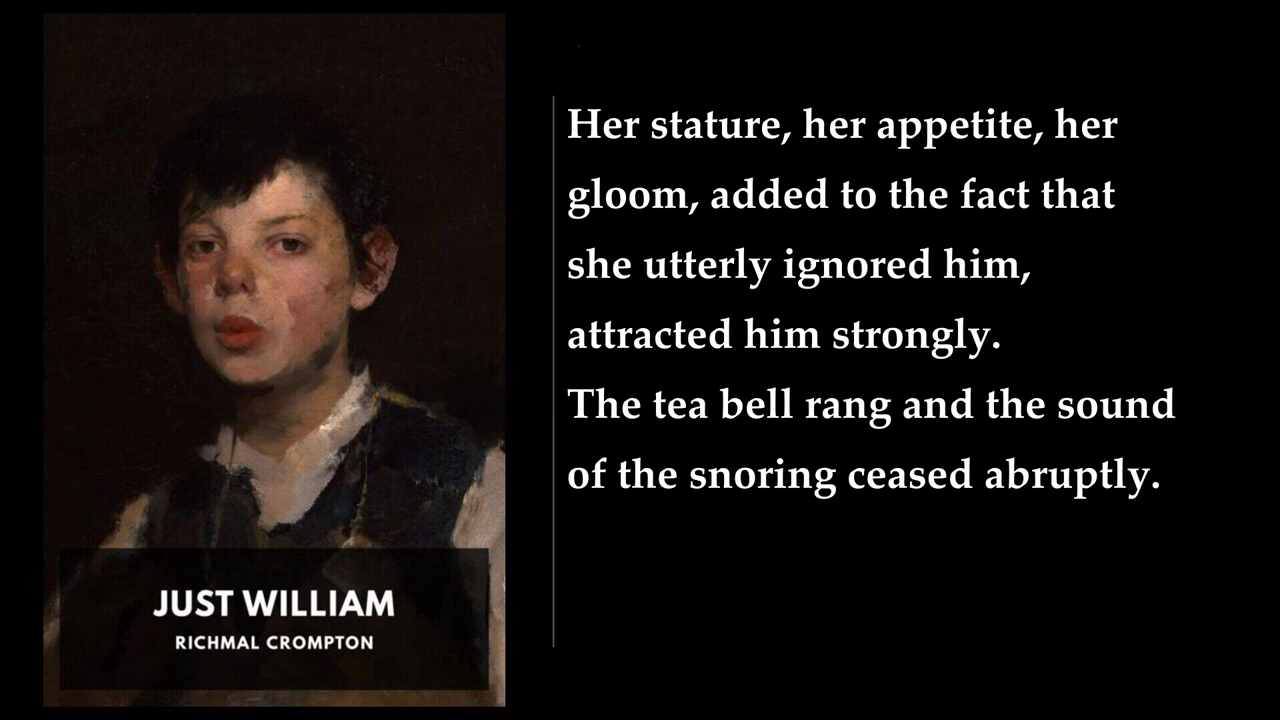 JUST WILLIAM
RICHMAL CROMPTON
Her stature, her appetite, her
gloom, added to the fact that
she utterly ignored him,
attracted him strongly.
The tea bell rang and the sound
of the snoring ceased abruptly.